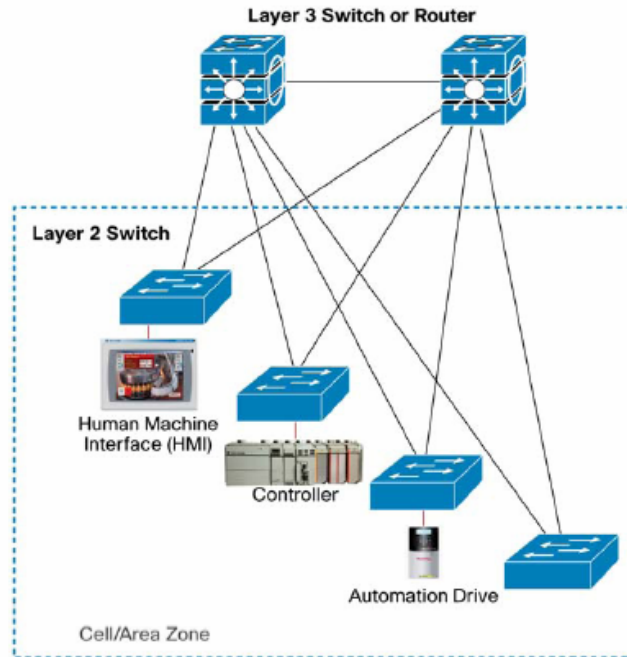 Layer 3 Switch or Router
Layer 2 Switch
Human Machine
Interface (HMI)
Controller
Automation Drive
Cell/Area Zone